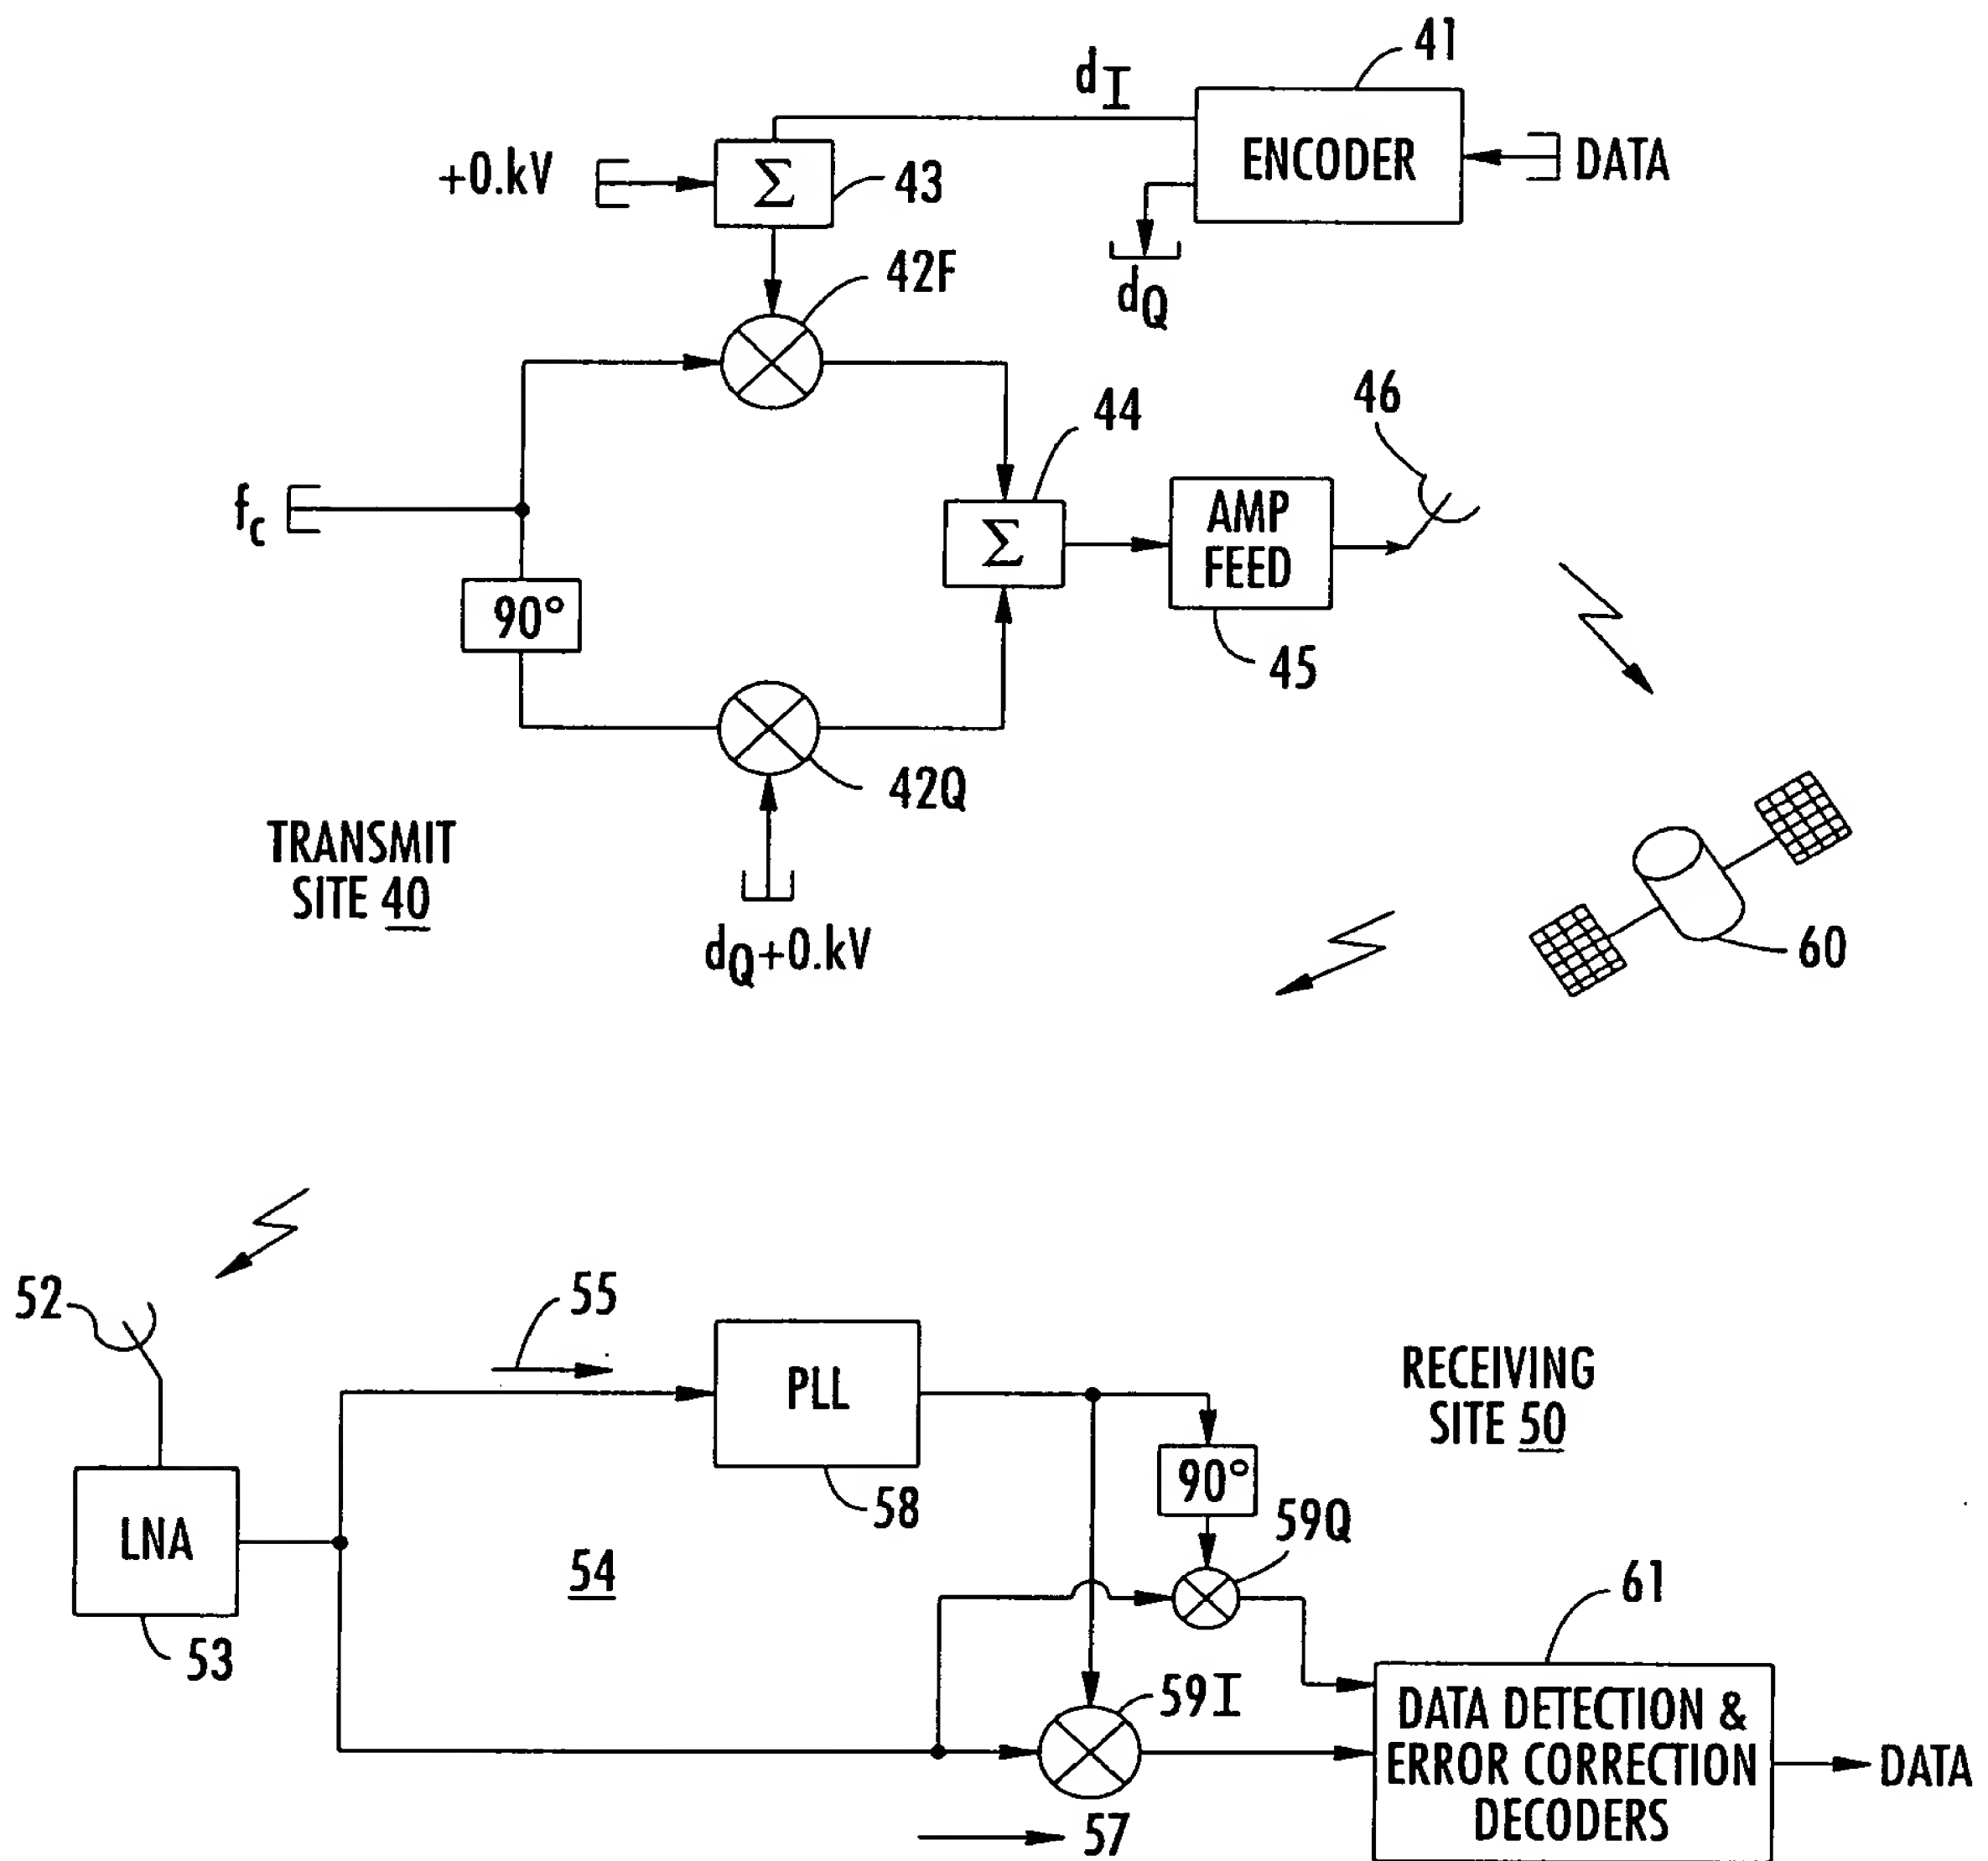 41
d_I
ENCODER
DATA
+0.kV
Σ
43
d_Q
42F
46
44
f_c
Σ
AMP
FEED
90°
45
42Q
TRANSMIT
SITE 40
d_Q+0.kV
60
52
55
PLL
RECEIVING
SITE 50
90°
58
59Q
LNA
54
61
53
59I
DATA DETECTION &
ERROR CORRECTION
DECODERS
DATA
57